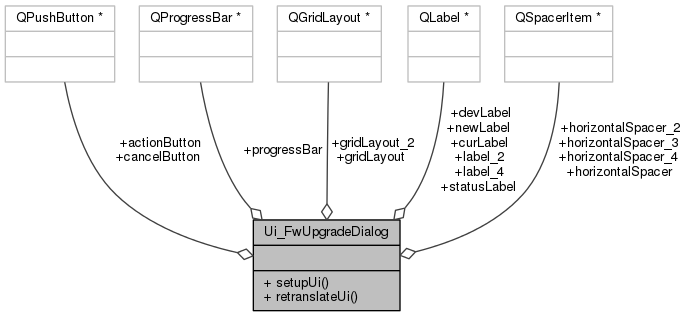 QPushButton *
QProgressBar *
QGridLayout *
QLabel *
QSpacerItem *
+actionButton
+cancelButton
+progressBar
+gridLayout_2
+gridLayout
+devLabel
+newLabel
+curLabel
+label_2
+label_4
+statusLabel
+horizontalSpacer_2
+horizontalSpacer_3
+horizontalSpacer_4
+horizontalSpacer
Ui_FwUpgradeDialog
+ setupUi()
+ retranslateUi()